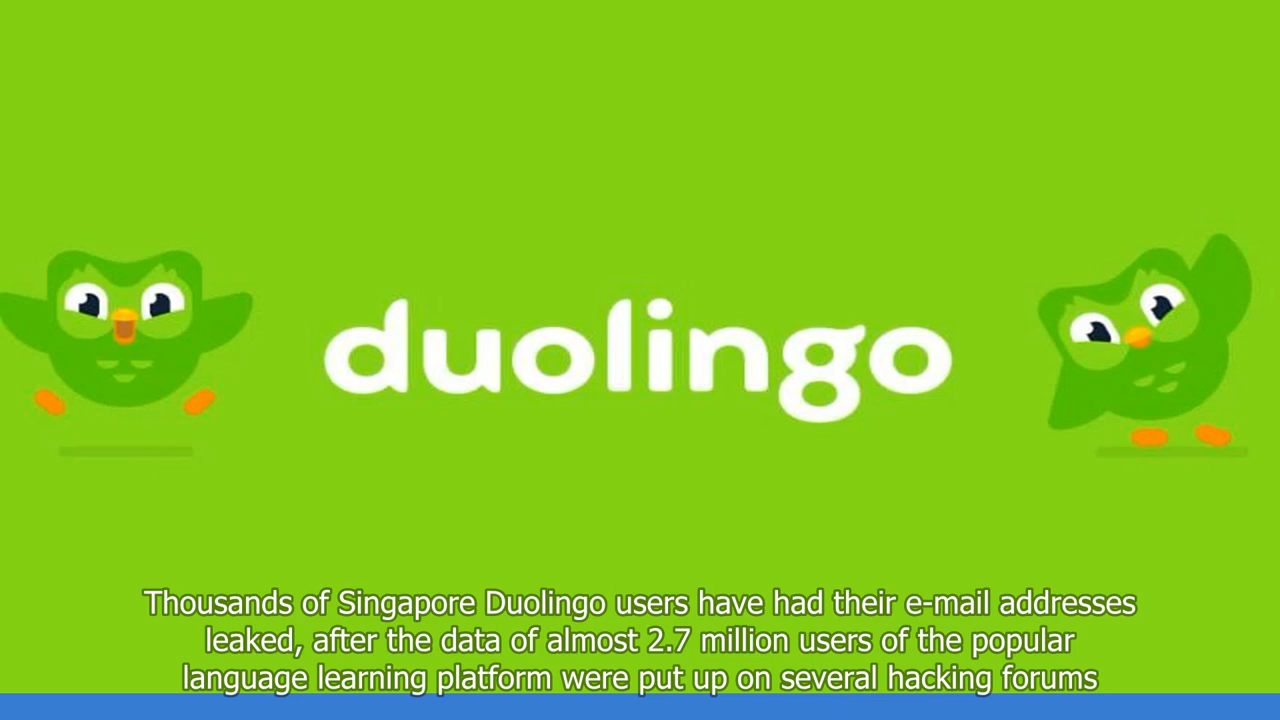 duolingo
Thousands of Singapore Duolingo users have had their e-mail addresses
leaked, after the data of almost 2.7 million users of the popular
language learning platform were put up on several hacking forums